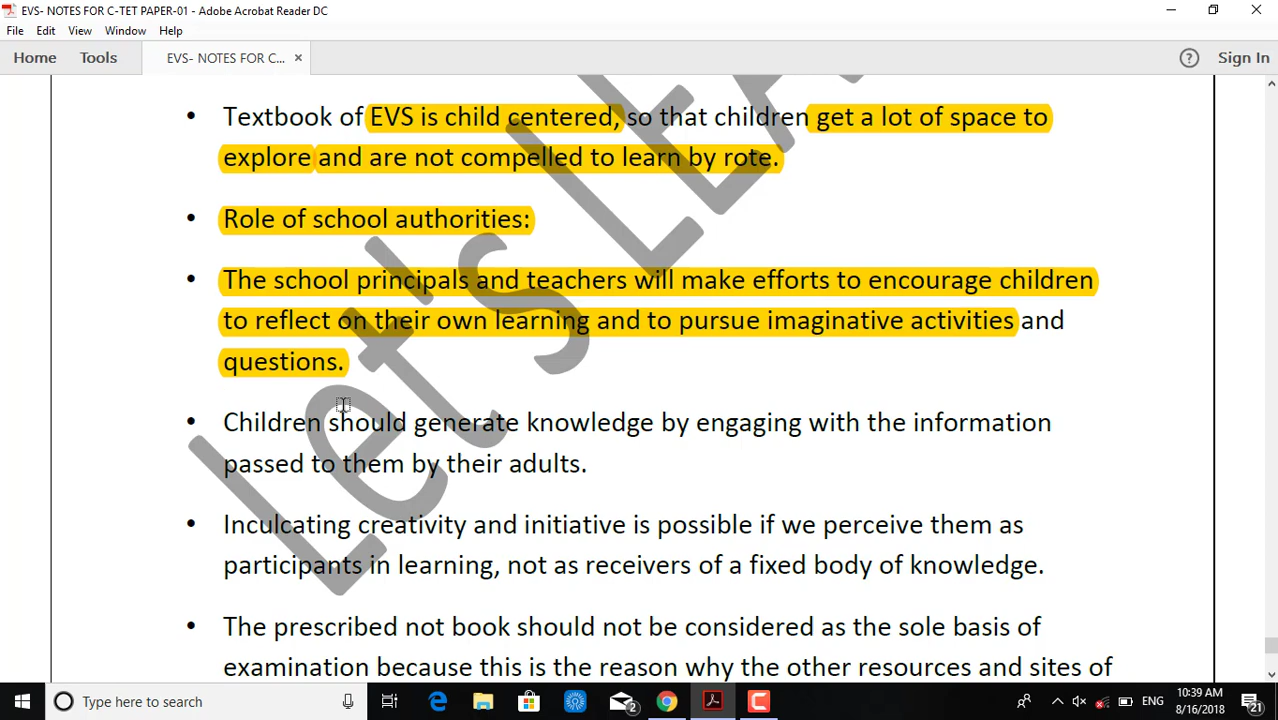 EVS- NOTES FOR C-TET PAPER-01 - Adobe Acrobat Reader DC
File Edit View Window Help
Home Tools EVS- NOTES FOR C... × ? Sign In
• Textbook of EVS is child centered, so that children get a lot of space to
explore and are not compelled to learn by rote.
• Role of school authorities:
• The school principals and teachers will make efforts to encourage children
to reflect on their own learning and to pursue imaginative activities and
questions.
• Children should generate knowledge by engaging with the information
passed to them by their adults.
• Inculcating creativity and initiative is possible if we perceive them as
participants in learning, not as receivers of a fixed body of knowledge.
• The prescribed not book should not be considered as the sole basis of
examination because this is the reason why the other resources and sites of
Let's LEA
Type here to search 2 ENG 10:39 AM
8/16/2018 21